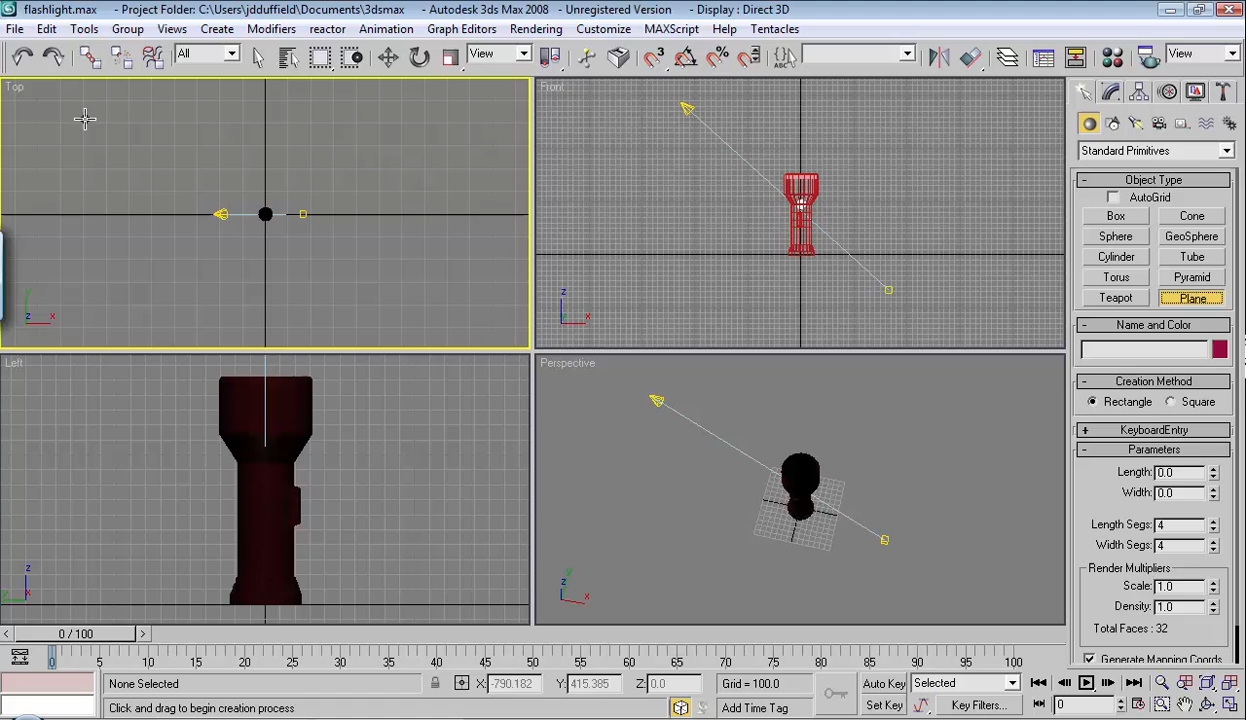 flashlight.max - Project Folder: C:\Users\jdduffield\Documents\3dsmax - Autodesk 3ds Max 2008 - Unregistered Version - Display : Direct 3D
File Edit Tools Group Views Create Modifiers reactor Animation Graph Editors Rendering Customize MAXScript Help Tentacles
All View View
Top Front
Standard Primitives
Object Type
AutoGrid
Box Cone
Sphere GeoSphere
Cylinder Tube
Torus Pyramid
Teapot Plane
Name and Color
Left Perspective
Creation Method
Rectangle Square
KeyboardEntry
Parameters
Length: 0.0
Width: 0.0
Length Segs: 4
Width Segs: 4
Render Multipliers
Scale: 1.0
Density: 1.0
Total Faces : 32
Generate Mapping Coords
y z x
z x
z y x
y z x
0 / 100
0 5 10 15 20 25 30 35 40 45 50 55 60 65 70 75 80 85 90 95 100
None Selected X: -790.182 Y: 415.385 Z: 0.0 Grid = 100.0 Auto Key Selected
Click and drag to begin creation process Add Time Tag Set Key Key Filters... 0